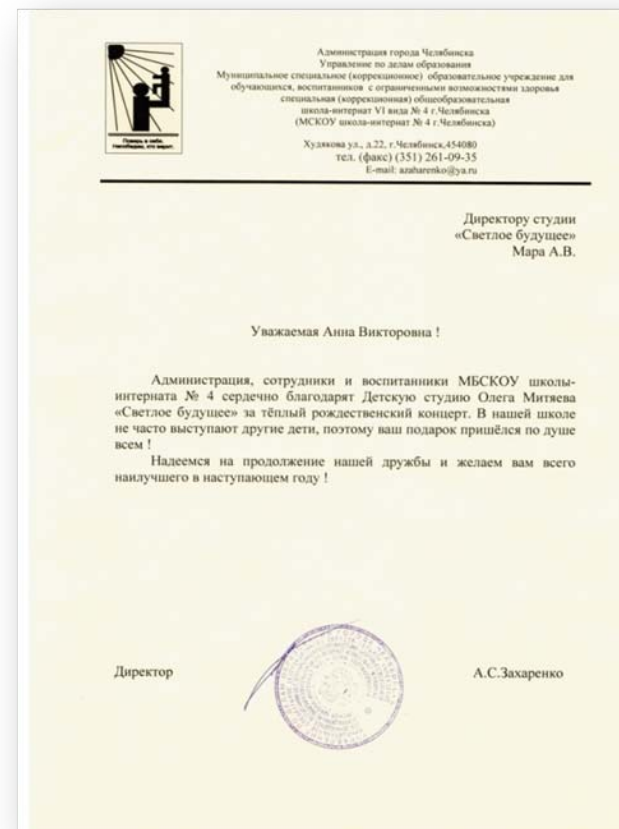 Поверь в себя.
Непобедим, кто верит.
Администрация города Челябинска
Управление по делам образования
Муниципальное специальное (коррекционное) образовательное учреждение для
обучающихся, воспитанников с ограниченными возможностями здоровья
специальная (коррекционная) общеобразовательная
школа-интернат VI вида № 4 г.Челябинска
(МСКОУ школа-интернат № 4 г.Челябинска)
Худякова ул., д.22, г.Челябинск,454080
тел. (факс) (351) 261-09-35
E-mail: azaharenko@ya.ru
Директору студии
«Светлое будущее»
Мара А.В.
Уважаемая Анна Викторовна !
Администрация, сотрудники и воспитанники МБСКОУ школы-
интерната № 4 сердечно благодарят Детскую студию Олега Митяева
«Светлое будущее» за тёплый рождественский концерт. В нашей школе
не часто выступают другие дети, поэтому ваш подарок пришёлся по душе
всем !
Надеемся на продолжение нашей дружбы и желаем вам всего
наилучшего в наступающем году !
Директор
А.С.Захаренко